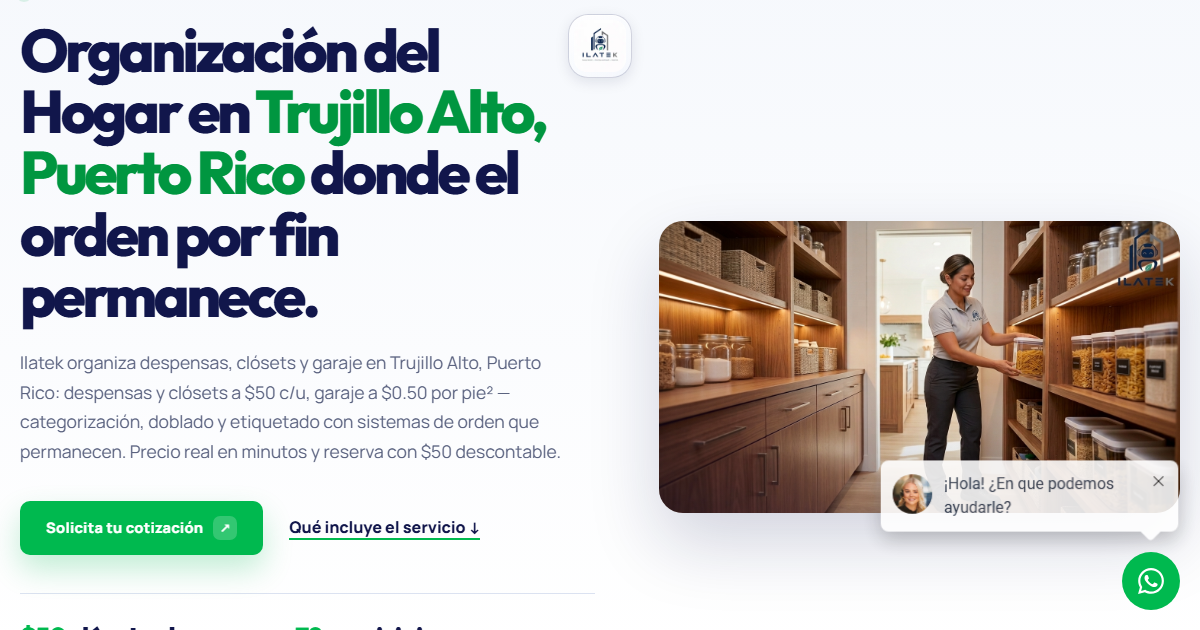 Organización del
Hogar en Trujillo Alto,
Puerto Rico donde el
orden por fin
permanece.
ILATEK
Ilatek organiza despensas, clósets y garaje en Trujillo Alto, Puerto
Rico: despensas y clósets a $50 c/u, garaje a $0.50 por pie² —
categorización, doblado y etiquetado con sistemas de orden que
permanecen. Precio real en minutos y reserva con $50 descontable.
Solicita tu cotización ↗
Qué incluye el servicio ↓
ILATEK
¡Hola! ¿En que podemos
ayudarle?